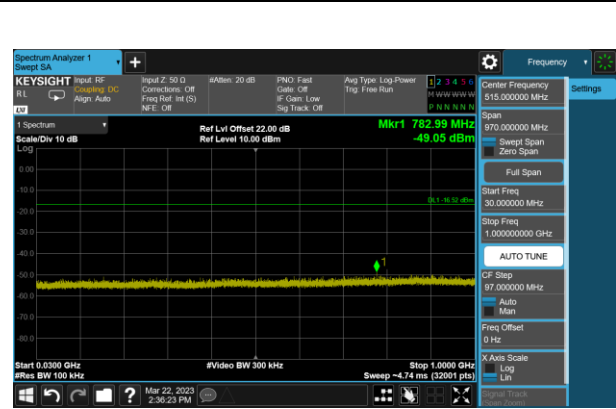 Spectrum Analyzer 1
Swept SA
Frequency
KEYSIGHT
RL
LXI
Input: RF
Coupling: DC
Align: Auto
Input Z: 50 Ω
Corrections: Off
Freq Ref: Int (S)
NFE: Off
#Atten: 20 dB
PNO: Fast
Gate: Off
IF Gain: Low
Sig Track: Off
Avg Type: Log-Power
Trig: Free Run
1 2 3 4 5 6
M W W W W W
P N N N N N
Center Frequency
515.000000 MHz
Settings
Span
970.000000 MHz
Swept Span
Zero Span
Full Span
Start Freq
30.000000 MHz
Stop Freq
1.000000000 GHz
AUTO TUNE
CF Step
97.000000 MHz
Auto
Man
Freq Offset
0 Hz
X Axis Scale
Log
Lin
Signal Track
(Span Zoom)
1 Spectrum
Scale/Div 10 dB
Log
Ref Lvl Offset 22.00 dB
Ref Level 10.00 dBm
Mkr1 782.99 MHz
-49.05 dBm
0.00
-10.0
DL1 -16.52 dBm
-20.0
-30.0
-40.0
1
-50.0
-60.0
-70.0
-80.0
Start 0.0300 GHz
#Res BW 100 kHz
#Video BW 300 kHz
Stop 1.0000 GHz
Sweep ~4.74 ms (32001 pts)
?
Mar 22, 2023
2:36:23 PM